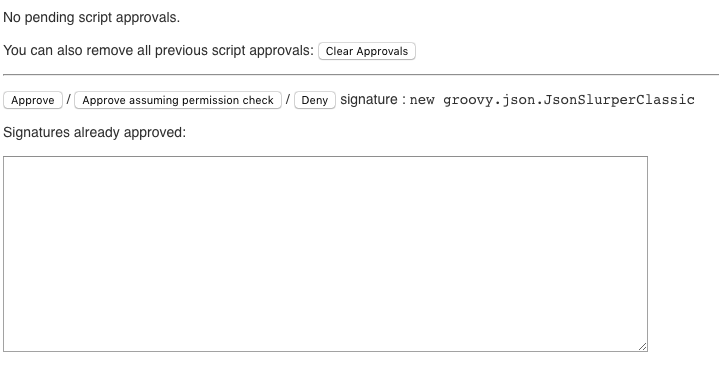 No pending script approvals.
You can also remove all previous script approvals: Clear Approvals
Approve / Approve assuming permission check / Deny signature : new groovy.json.JsonSlurperClassic
Signatures already approved: